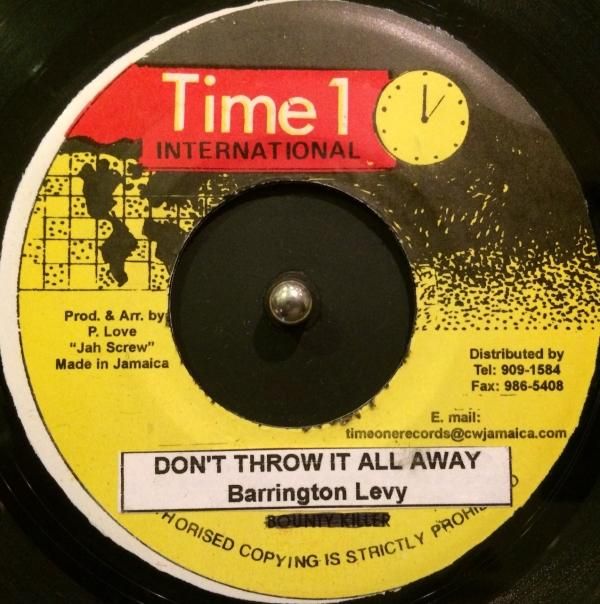 Time 1
INTERNATIONAL
Prod. & Arr. by
P. Love
"Jah Screw"
Made in Jamaica
Distributed by
Tel: 909-1584
Fax: 986-5408
E. mail:
timeonerecords@cwjamaica.com
DON'T THROW IT ALL AWAY
Barrington Levy
BOUNTY KILLER
HORISED COPYING IS STRICTLY PROHI